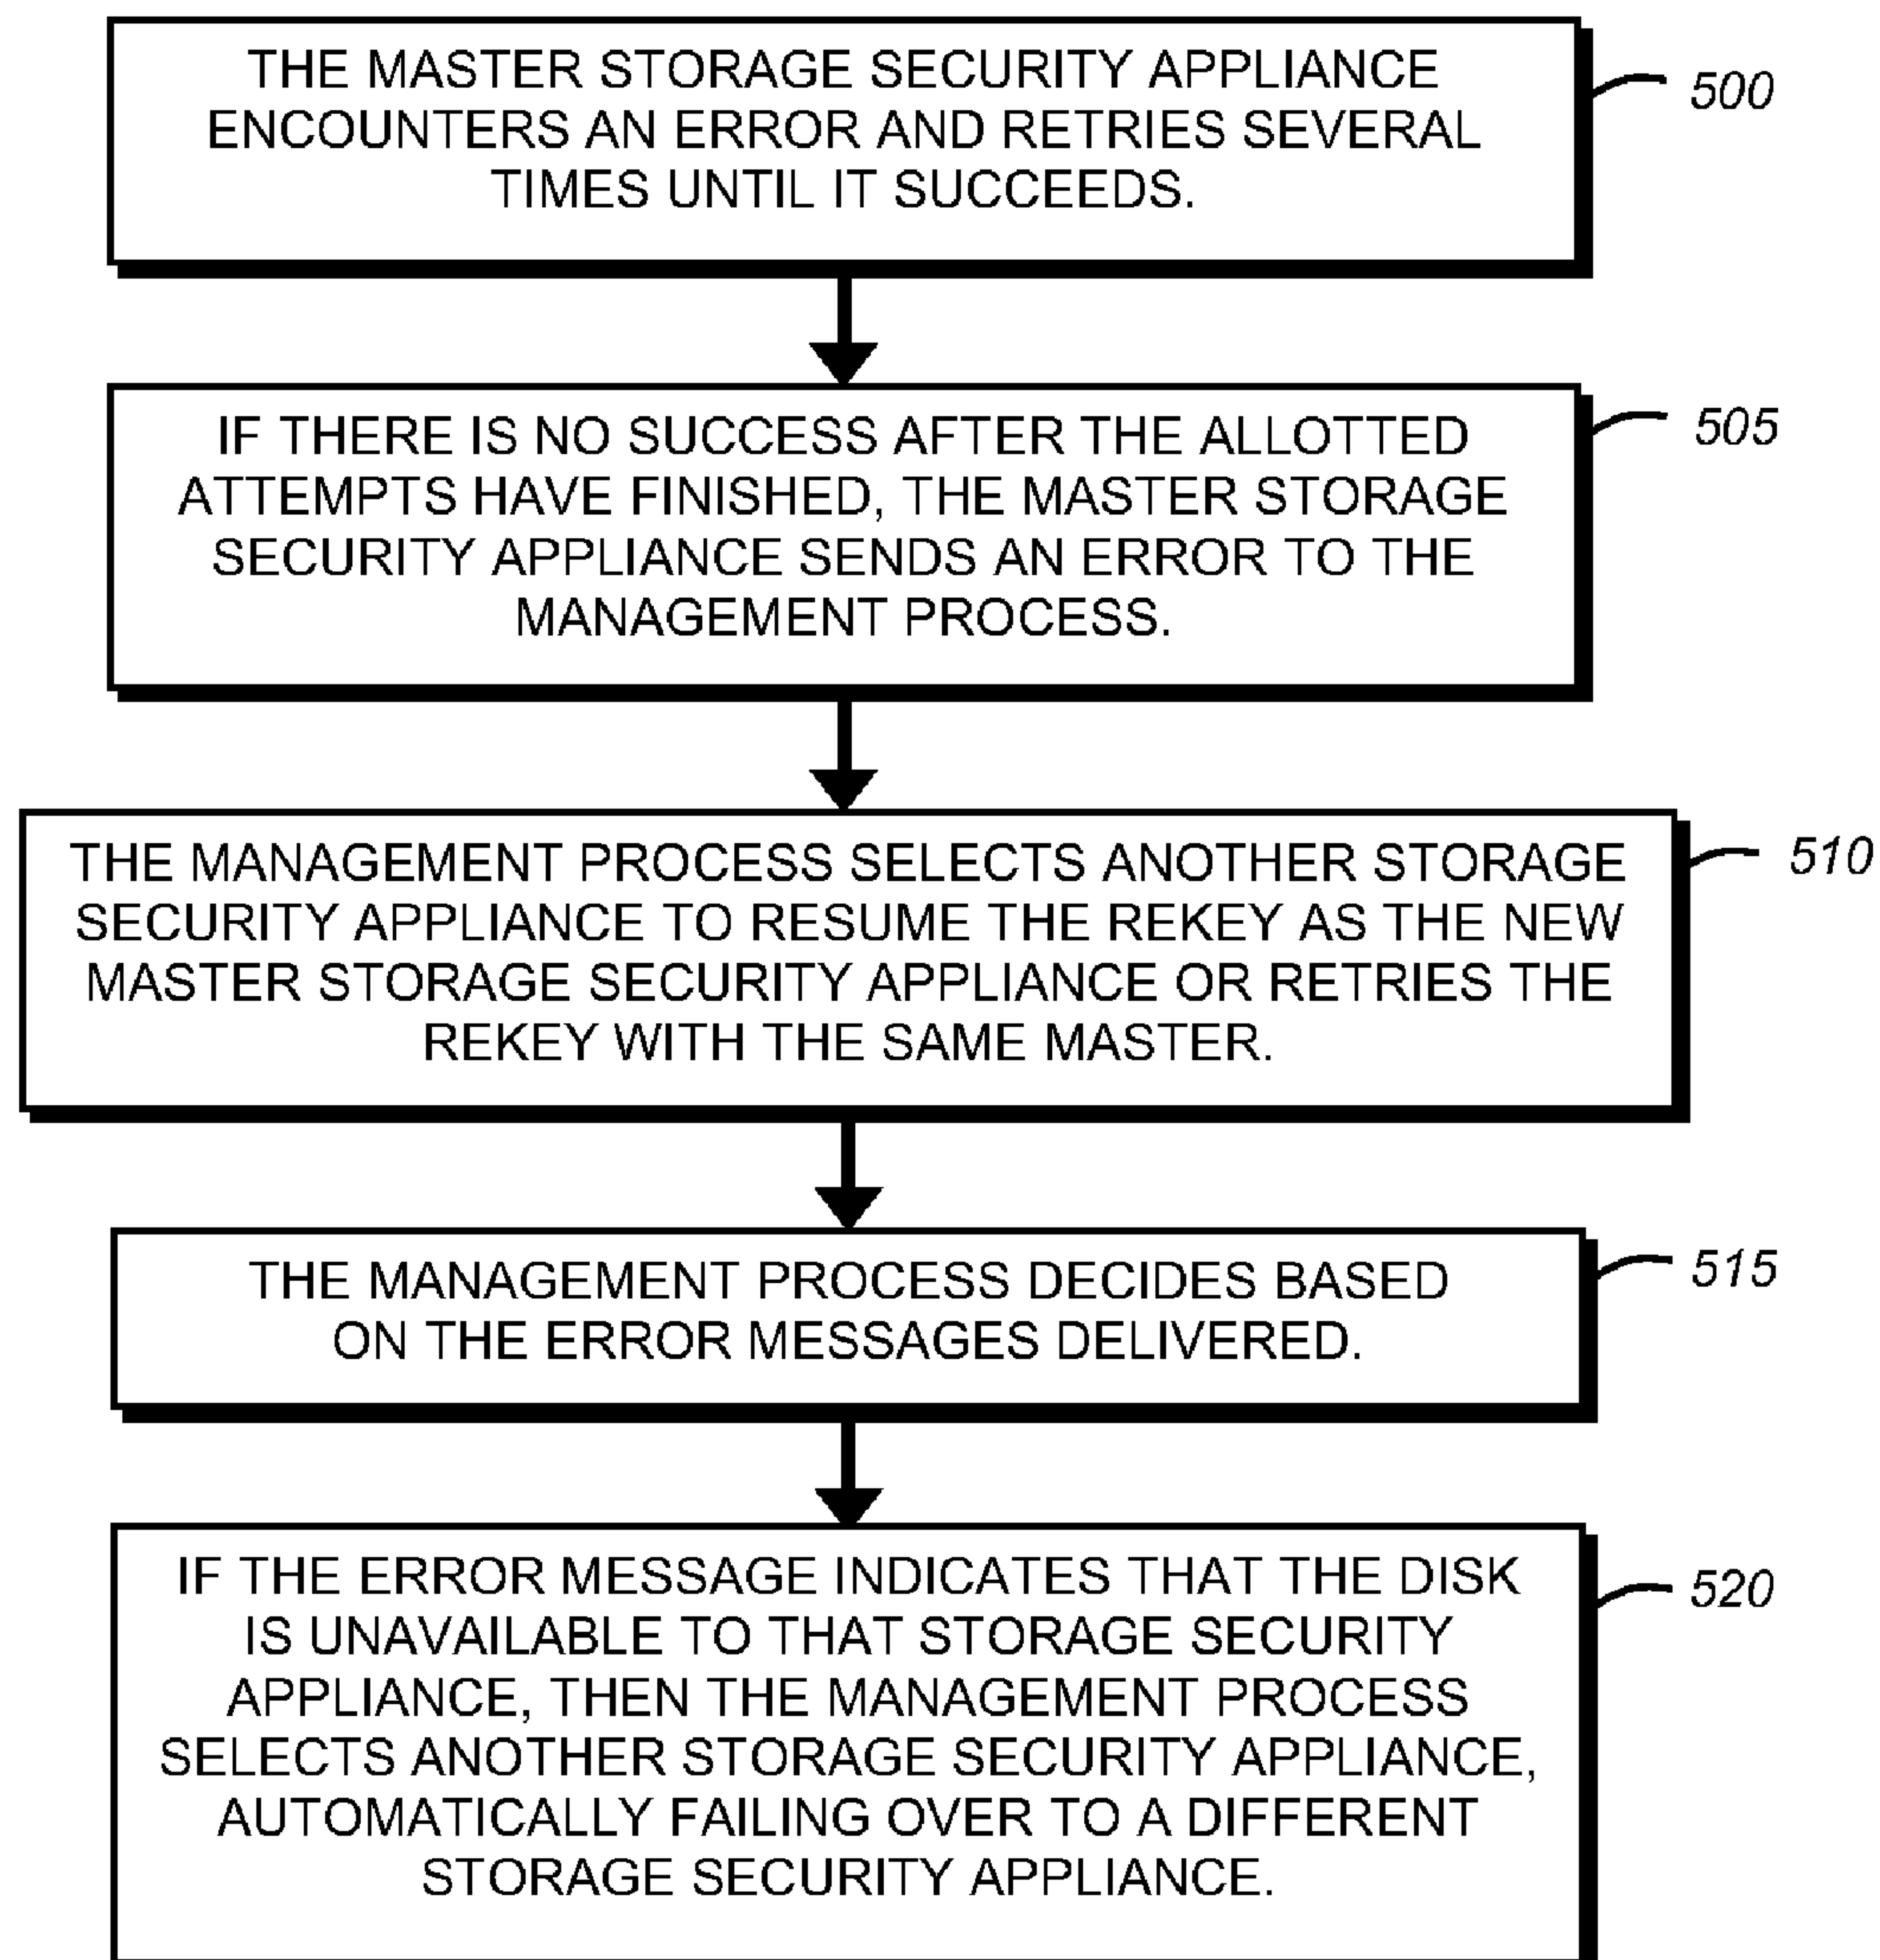 THE MASTER STORAGE SECURITY APPLIANCE
ENCOUNTERS AN ERROR AND RETRIES SEVERAL
TIMES UNTIL IT SUCCEEDS.
500
IF THERE IS NO SUCCESS AFTER THE ALLOTTED
ATTEMPTS HAVE FINISHED, THE MASTER STORAGE
SECURITY APPLIANCE SENDS AN ERROR TO THE
MANAGEMENT PROCESS.
505
THE MANAGEMENT PROCESS SELECTS ANOTHER STORAGE
SECURITY APPLIANCE TO RESUME THE REKEY AS THE NEW
MASTER STORAGE SECURITY APPLIANCE OR RETRIES THE
REKEY WITH THE SAME MASTER.
510
THE MANAGEMENT PROCESS DECIDES BASED
ON THE ERROR MESSAGES DELIVERED.
515
IF THE ERROR MESSAGE INDICATES THAT THE DISK
IS UNAVAILABLE TO THAT STORAGE SECURITY
APPLIANCE, THEN THE MANAGEMENT PROCESS
SELECTS ANOTHER STORAGE SECURITY APPLIANCE,
AUTOMATICALLY FAILING OVER TO A DIFFERENT
STORAGE SECURITY APPLIANCE.
520